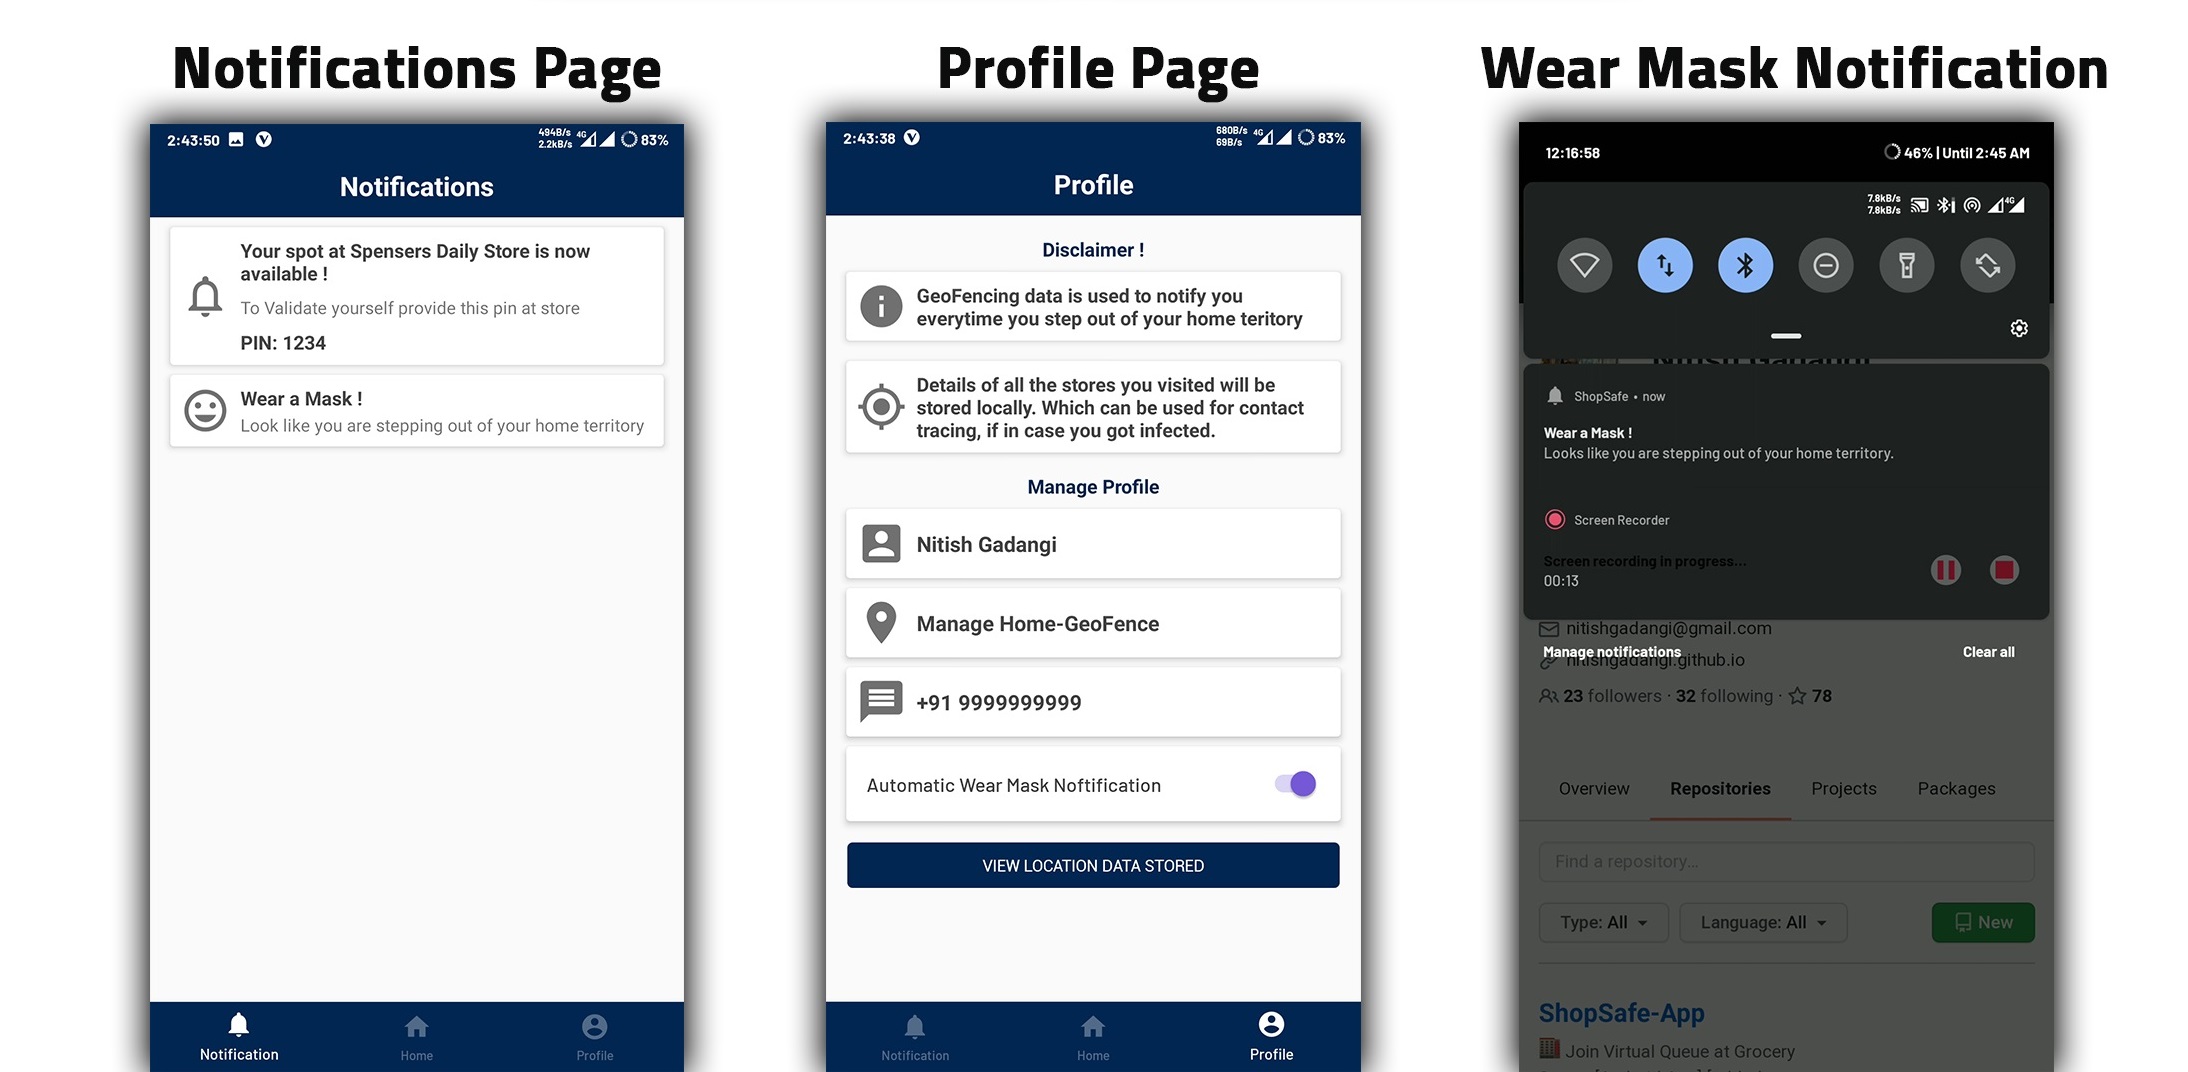 Notifications Page
2:43:50
494B/s
2.2kB/s
4G
83%
Notifications
Your spot at Spensers Daily Store is now
available !
To Validate yourself provide this pin at store
PIN: 1234
Wear a Mask !
Look like you are stepping out of your home territory
Notification
Home
Profile
Profile Page
2:43:38
680B/s
69B/s
4G
83%
Profile
Disclaimer !
GeoFencing data is used to notify you
everytime you step out of your home teritory
Details of all the stores you visited will be
stored locally. Which can be used for contact
tracing, if in case you got infected.
Manage Profile
Nitish Gadangi
Manage Home-GeoFence
+91 9999999999
Automatic Wear Mask Noftification
VIEW LOCATION DATA STORED
Notification
Home
Profile
Wear Mask Notification
12:16:58
46% | Until 2:45 AM
7.8kB/s
7.8kB/s
4G
Nitish Gadangi
ShopSafe • now
Wear a Mask !
Looks like you are stepping out of your home territory.
Screen Recorder
Screen recording in progress...
00:13
nitishgadangi@gmail.com
Manage notifications
Clear all
nitishgadangi.github.io
23 followers · 32 following · 78
Overview
Repositories
Projects
Packages
Find a repository...
Type: All
Language: All
New
ShopSafe-App
Join Virtual Queue at Grocery